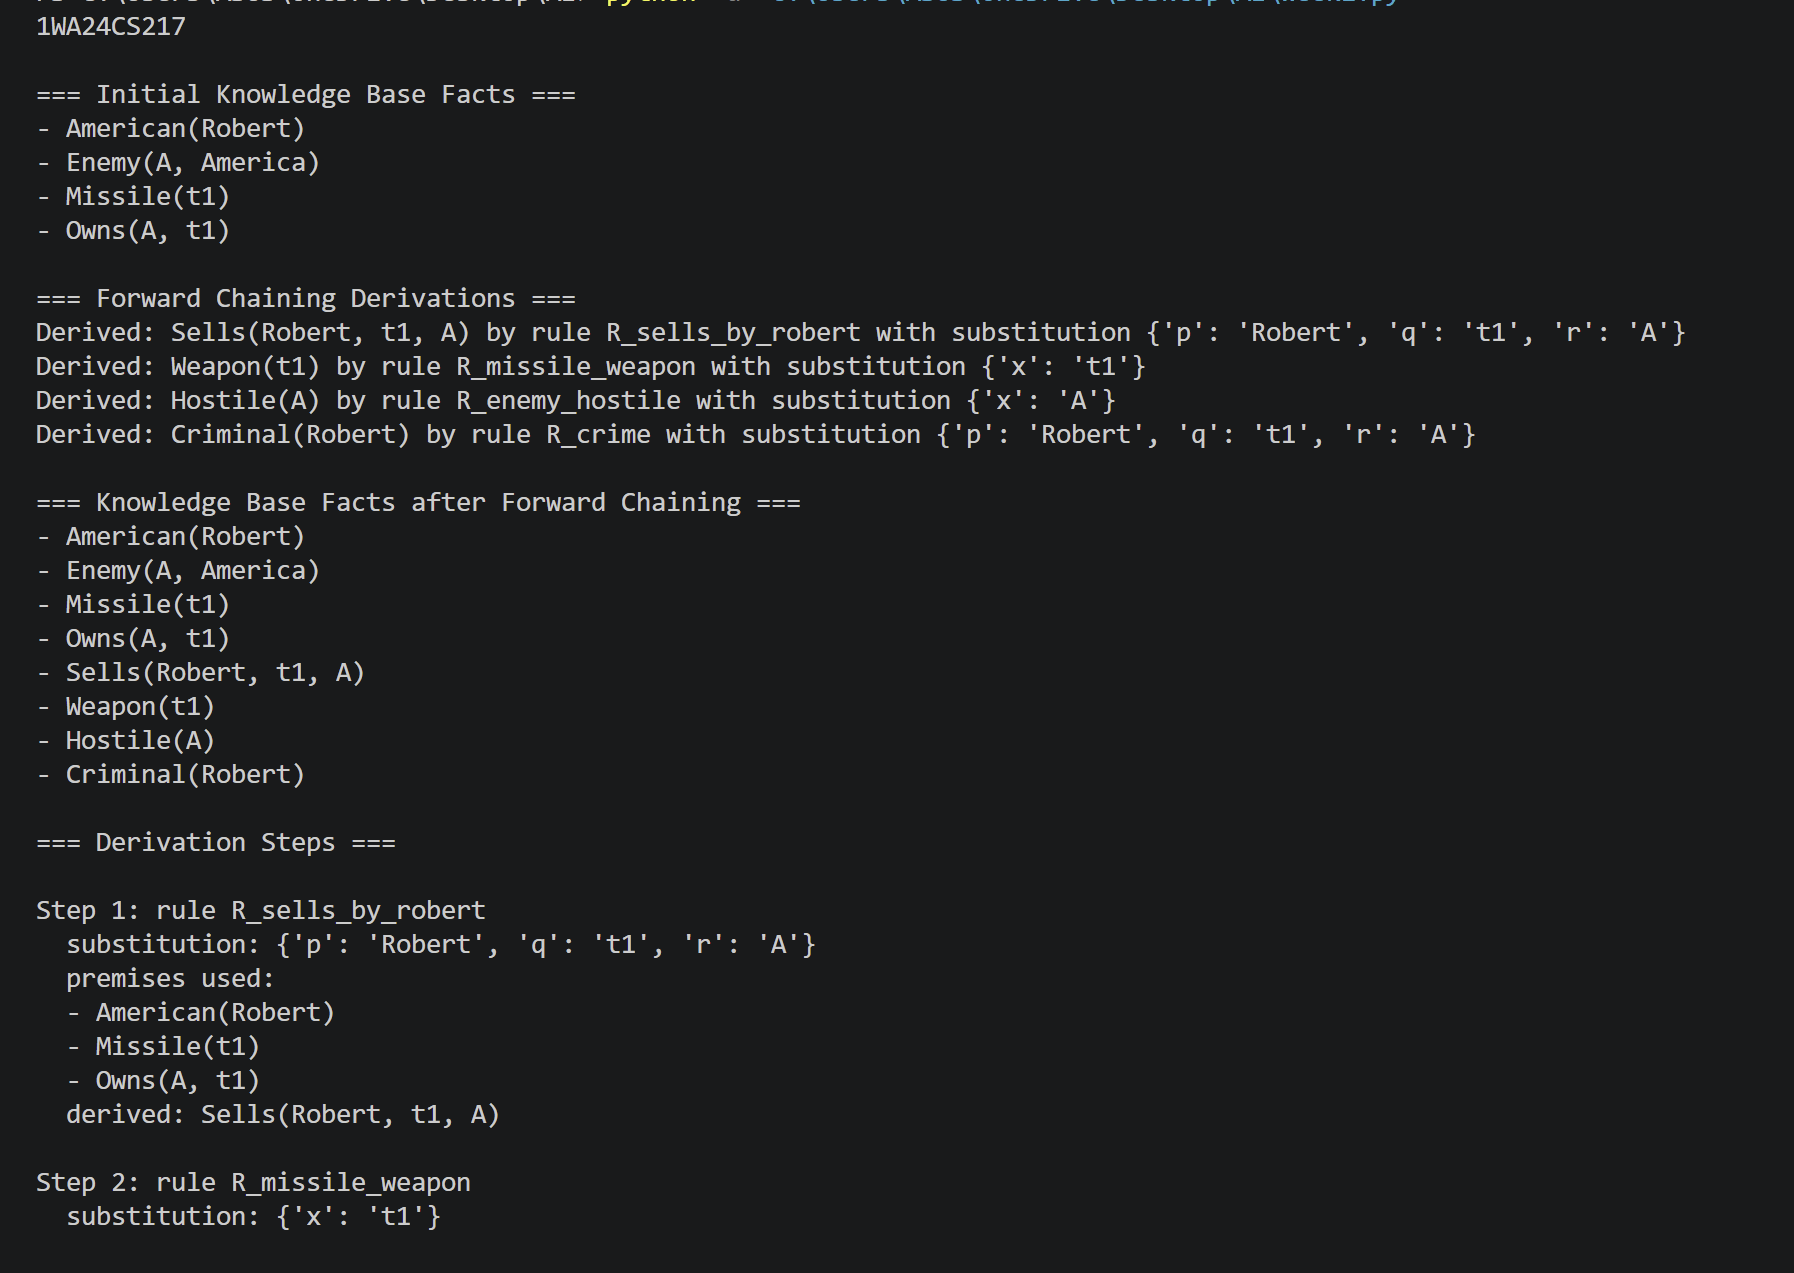 1WA24CS217

=== Initial Knowledge Base Facts ===
- American(Robert)
- Enemy(A, America)
- Missile(t1)
- Owns(A, t1)

=== Forward Chaining Derivations ===
Derived: Sells(Robert, t1, A) by rule R_sells_by_robert with substitution {'p': 'Robert', 'q': 't1', 'r': 'A'}
Derived: Weapon(t1) by rule R_missile_weapon with substitution {'x': 't1'}
Derived: Hostile(A) by rule R_enemy_hostile with substitution {'x': 'A'}
Derived: Criminal(Robert) by rule R_crime with substitution {'p': 'Robert', 'q': 't1', 'r': 'A'}

=== Knowledge Base Facts after Forward Chaining ===
- American(Robert)
- Enemy(A, America)
- Missile(t1)
- Owns(A, t1)
- Sells(Robert, t1, A)
- Weapon(t1)
- Hostile(A)
- Criminal(Robert)

=== Derivation Steps ===

Step 1: rule R_sells_by_robert
  substitution: {'p': 'Robert', 'q': 't1', 'r': 'A'}
  premises used:
  - American(Robert)
  - Missile(t1)
  - Owns(A, t1)
  derived: Sells(Robert, t1, A)

Step 2: rule R_missile_weapon
  substitution: {'x': 't1'}